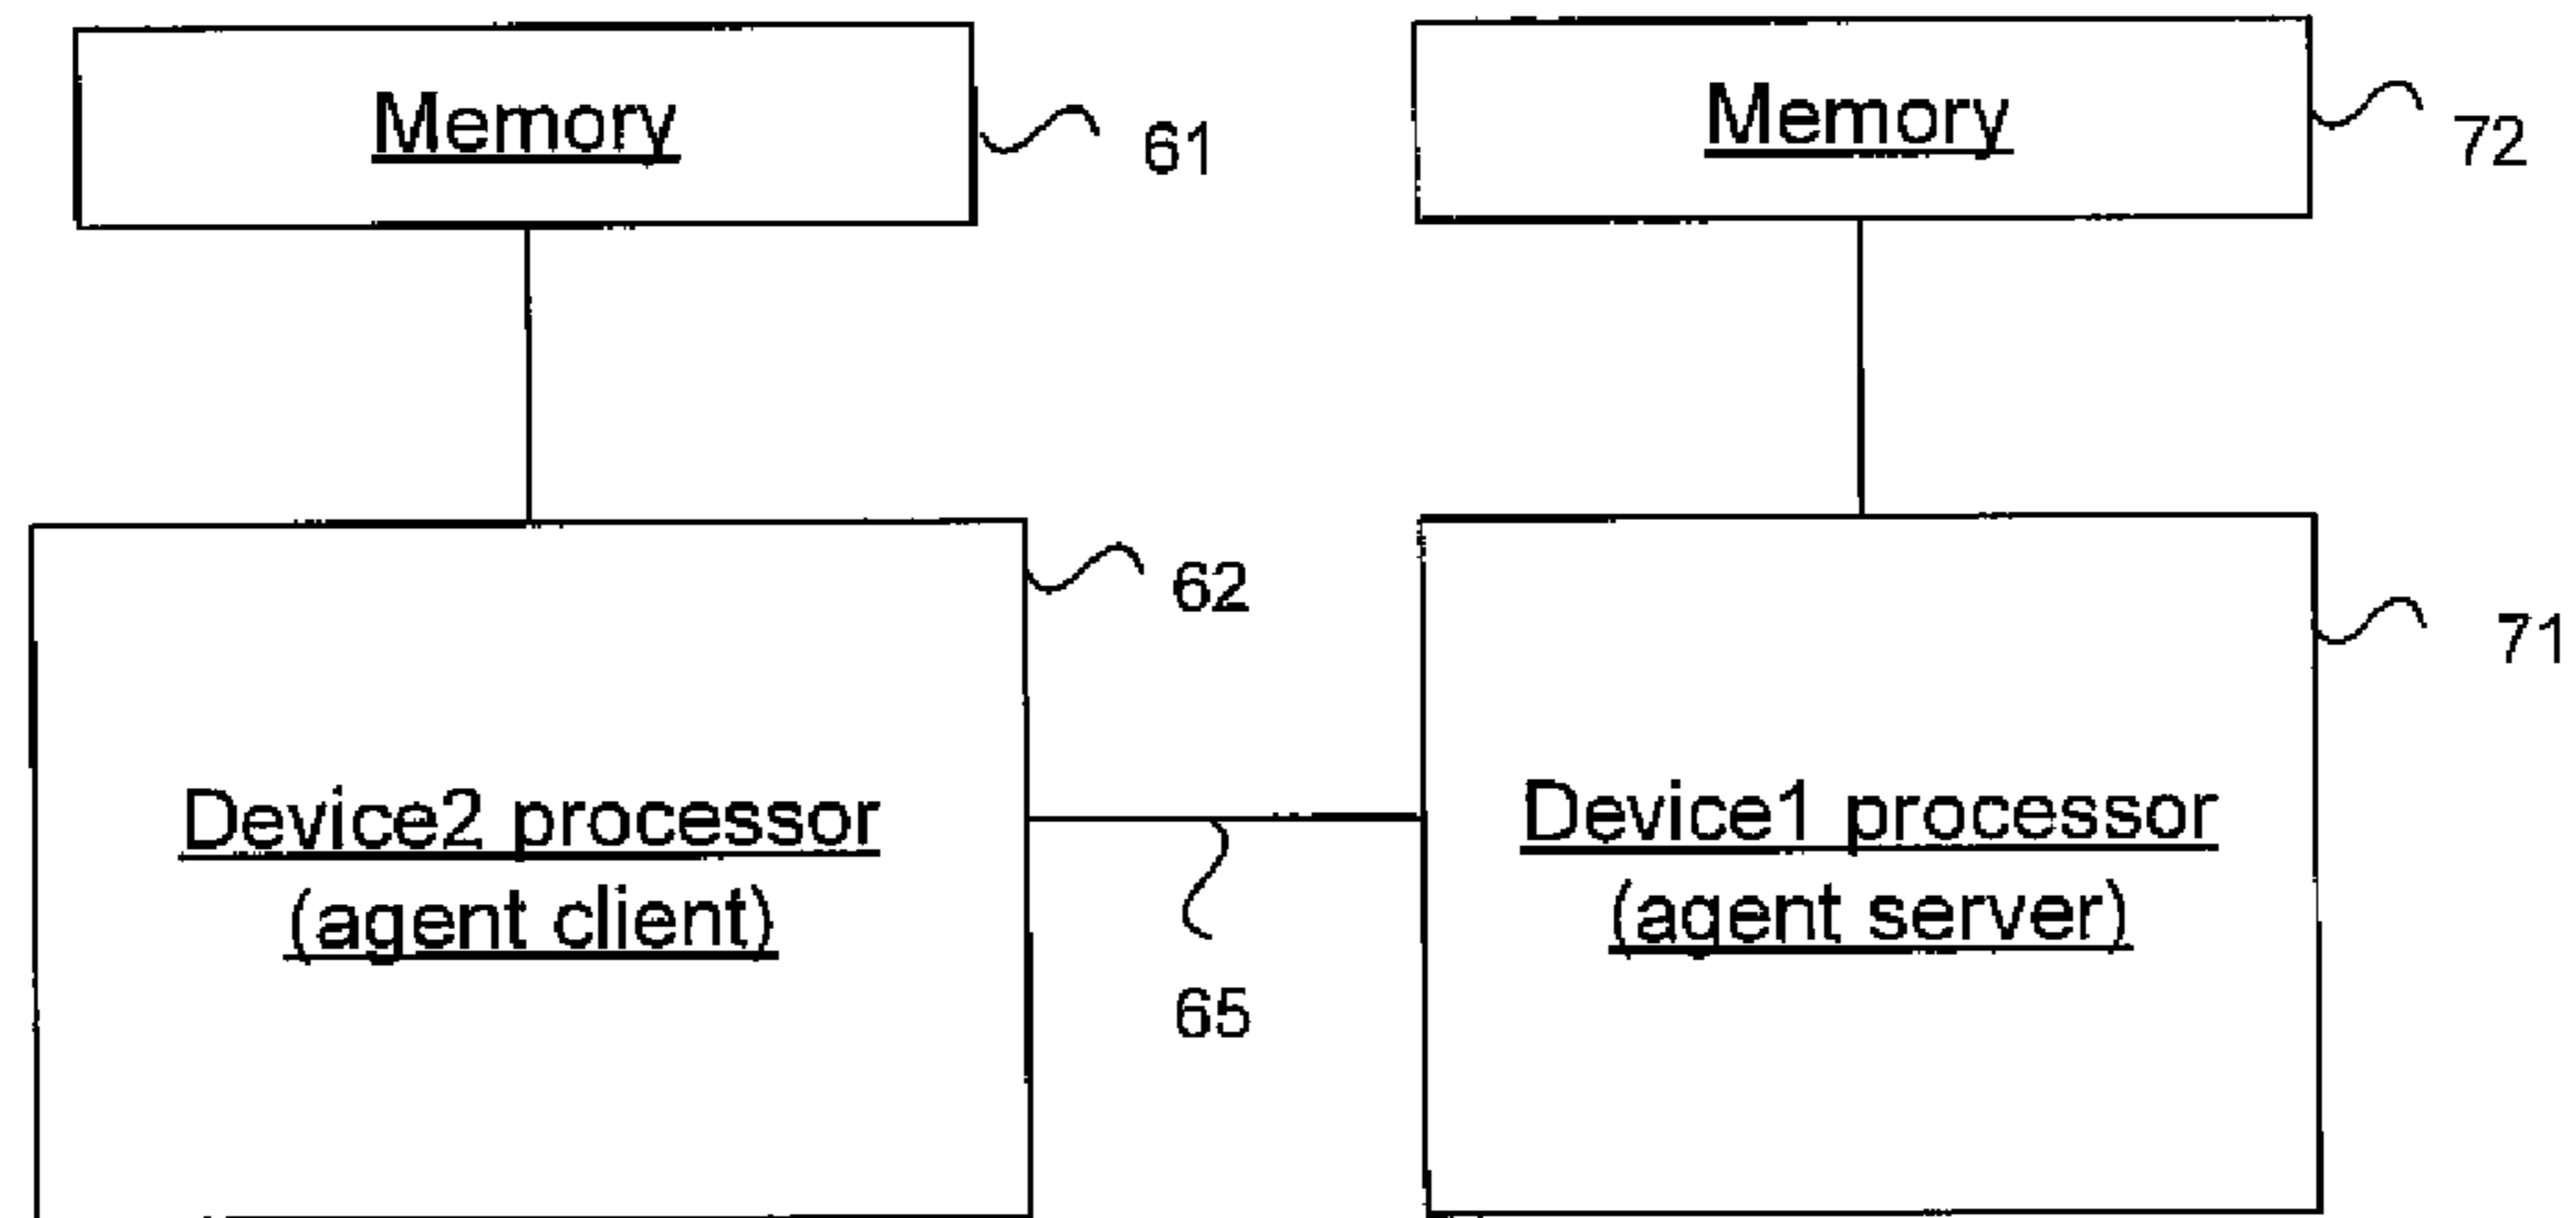 Memory
61
Memory
72
62
71
Device2 processor
(agent client)
Device1 processor
(agent server)
65